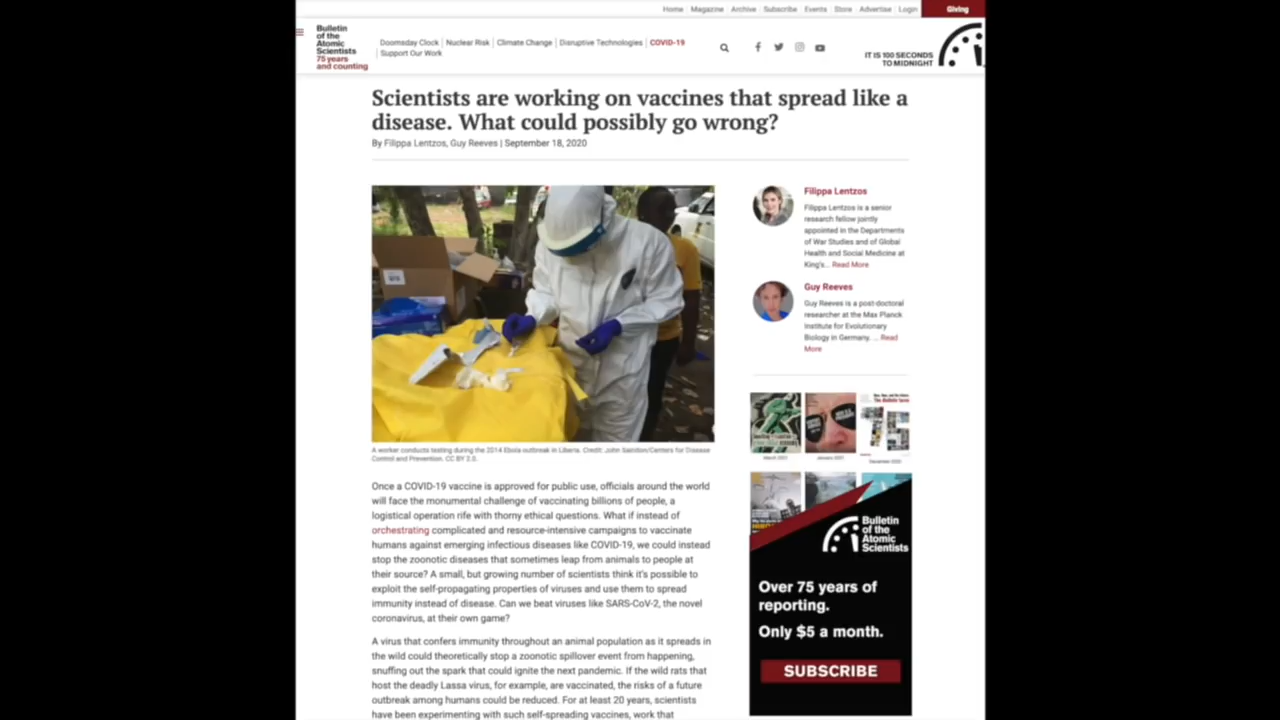 Home Magazine Archive Subscribe Events Store Advertise Login Giving
Bulletin
of the
Atomic
Scientists
75 years
and counting
Doomsday Clock | Nuclear Risk | Climate Change | Disruptive Technologies | COVID-19
| Support Our Work
IT IS 100 SECONDS
TO MIDNIGHT
Scientists are working on vaccines that spread like a
disease. What could possibly go wrong?
By Filippa Lentzos, Guy Reeves | September 18, 2020
A worker conducts testing during the 2014 Ebola outbreak in Liberia. Credit: John Saindon/Centers for Disease
Control and Prevention. CC BY 2.0.
Once a COVID-19 vaccine is approved for public use, officials around the world
will face the monumental challenge of vaccinating billions of people, a
logistical operation rife with thorny ethical questions. What if instead of
orchestrating complicated and resource-intensive campaigns to vaccinate
humans against emerging infectious diseases like COVID-19, we could instead
stop the zoonotic diseases that sometimes leap from animals to people at
their source? A small, but growing number of scientists think it's possible to
exploit the self-propagating properties of viruses and use them to spread
immunity instead of disease. Can we beat viruses like SARS-CoV-2, the novel
coronavirus, at their own game?
A virus that confers immunity throughout an animal population as it spreads in
the wild could theoretically stop a zoonotic spillover event from happening,
snuffing out the spark that could ignite the next pandemic. If the wild rats that
host the deadly Lassa virus, for example, are vaccinated, the risks of a future
outbreak among humans could be reduced. For at least 20 years, scientists
have been experimenting with such self-spreading vaccines, work that
Filippa Lentzos
Filippa Lentzos is a senior
research fellow jointly
appointed in the Departments
of War Studies and of Global
Health and Social Medicine at
King's... Read More
Guy Reeves
Guy Reeves is a post-doctoral
researcher at the Max Planck
Institute for Evolutionary
Biology in Germany. ... Read
More
75
March 2021
January 2021
December 2020
Bulletin
of the
Atomic
Scientists
Over 75 years of
reporting.
Only $5 a month.
SUBSCRIBE